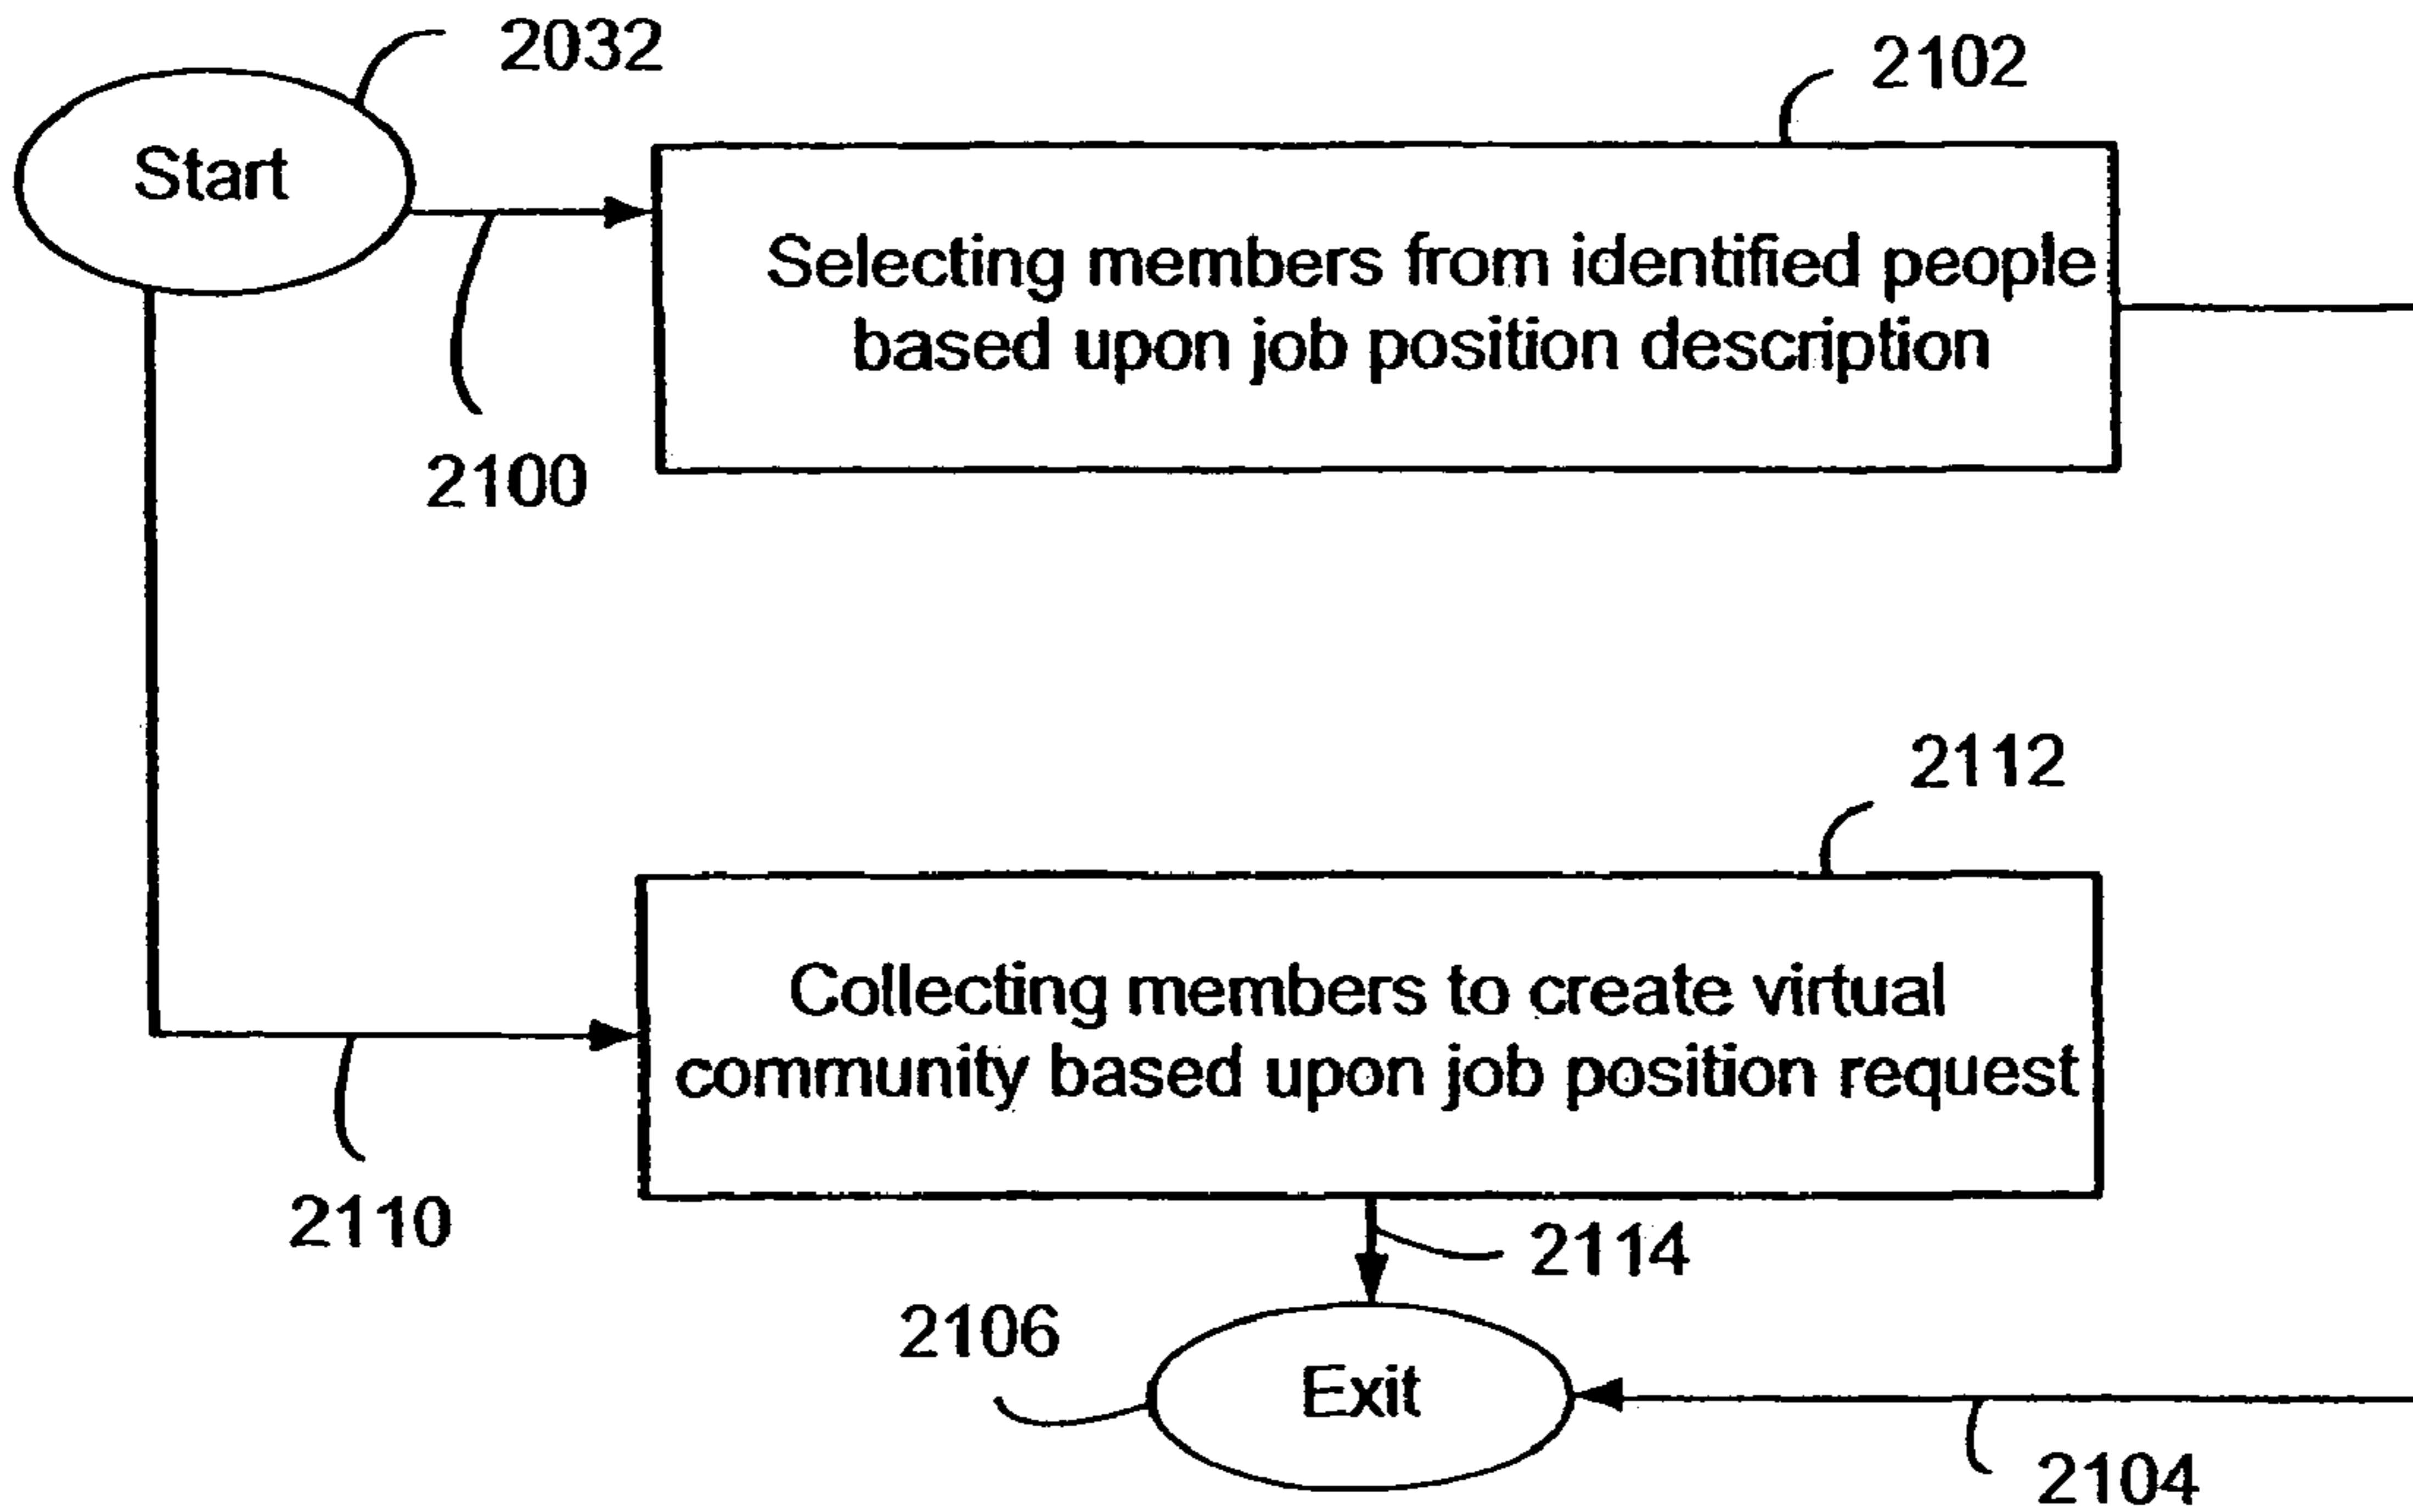 2032
2102
Start
Selecting members from identified people
based upon job position description
2100
2112
Collecting members to create virtual
community based upon job position request
2110
2114
2106
Exit
2104